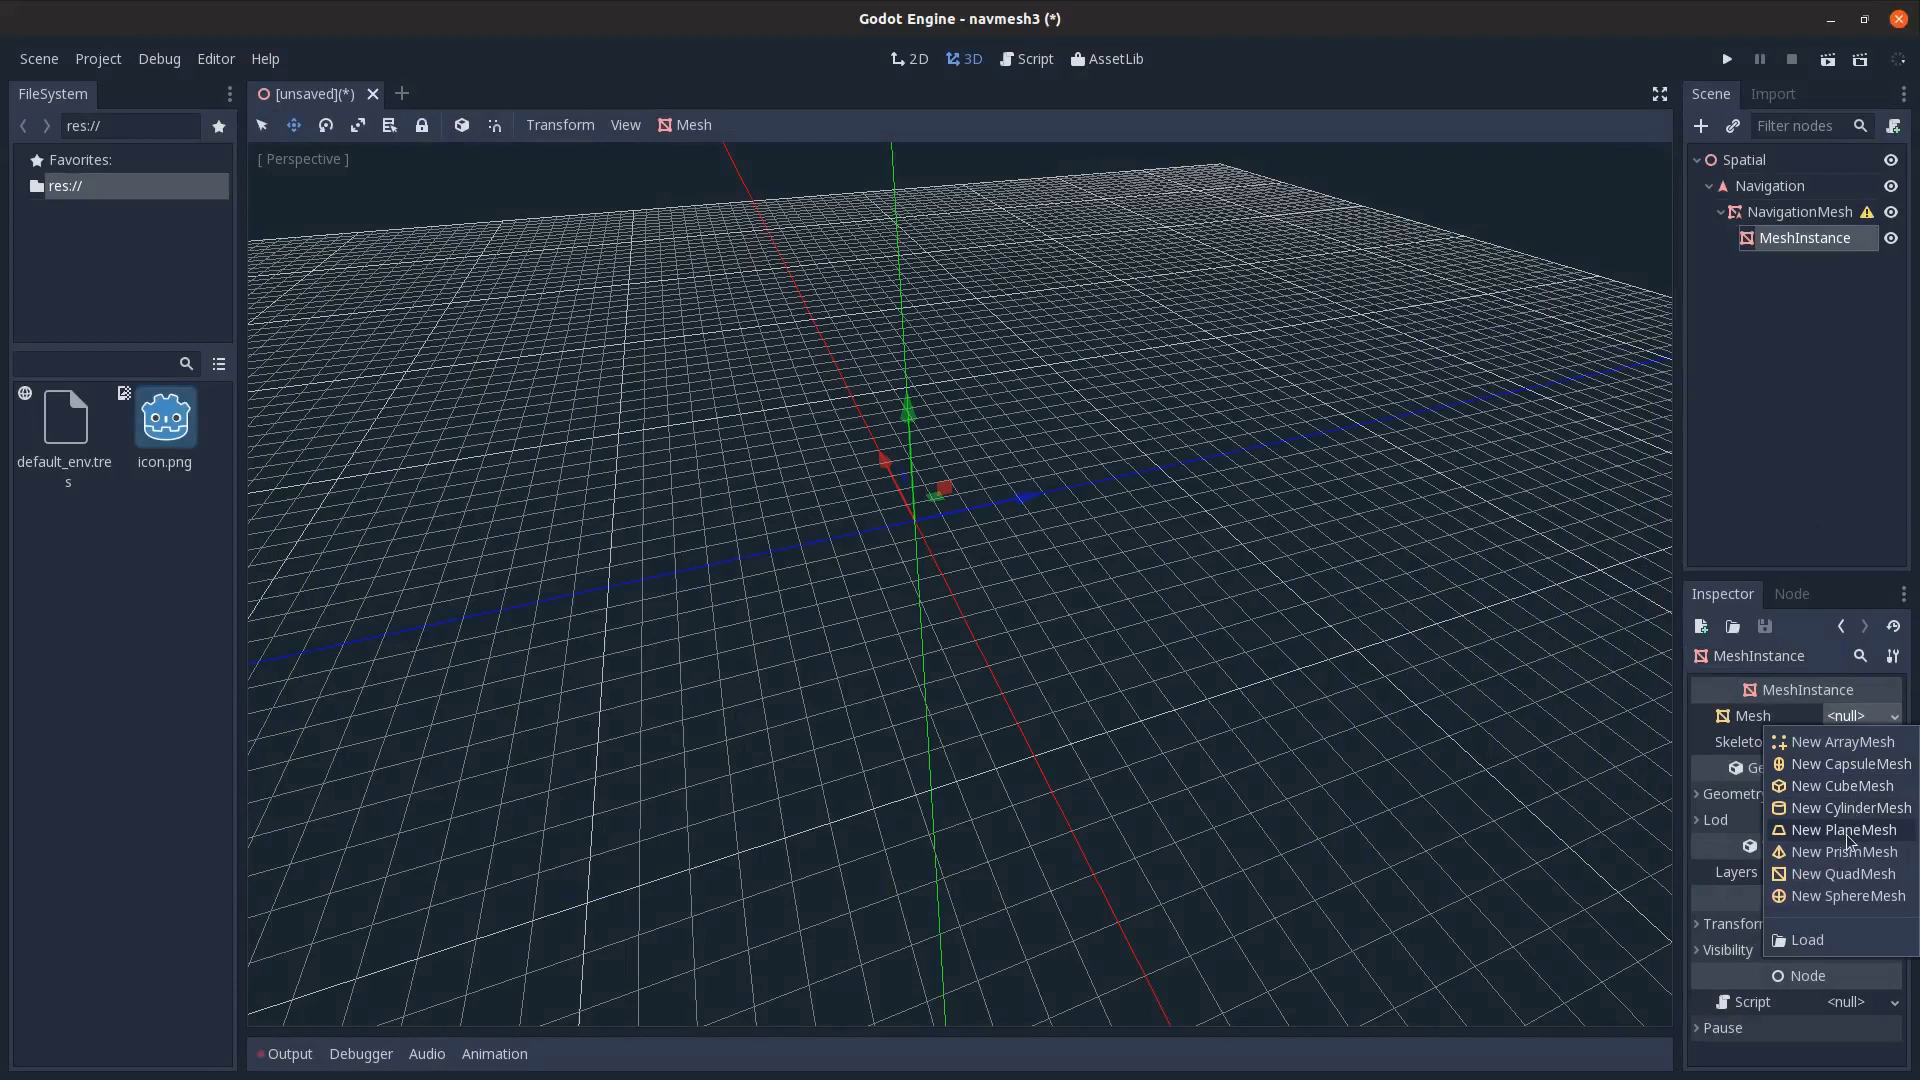 Godot Engine - navmesh3 (*)
Scene Project Debug Editor Help
2D 3D Script AssetLib
FileSystem
res://
Favorites:
res://
default_env.tre
s
icon.png
[unsaved](*)
Transform View Mesh
[ Perspective ]
Output Debugger Audio Animation
Scene Import
Filter nodes
Spatial
Navigation
NavigationMesh
MeshInstance
Inspector Node
MeshInstance
MeshInstance
Mesh <null>
Skeleto
Ge
Geometr
Lod
Layers
Transfor
Visibility
New ArrayMesh
New CapsuleMesh
New CubeMesh
New CylinderMesh
New PlaneMesh
New PrismMesh
New QuadMesh
New SphereMesh
Load
Node
Script <null>
Pause